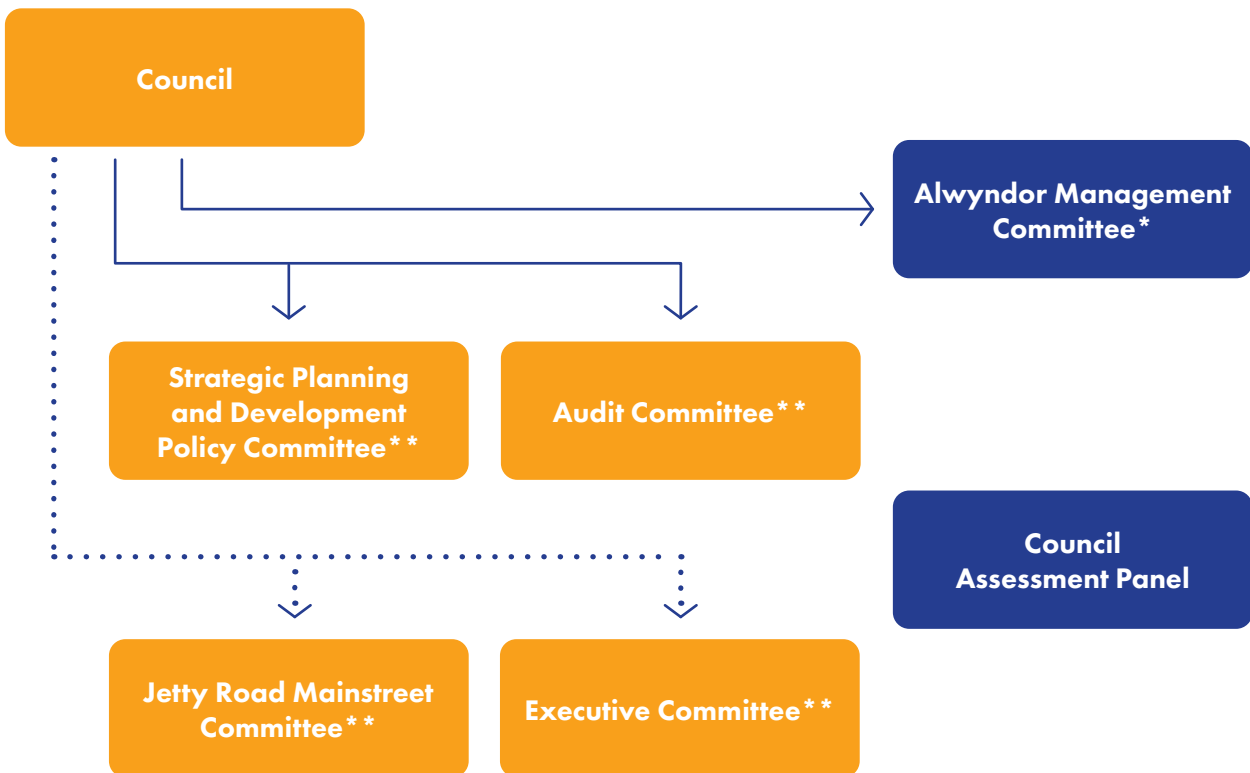 Council
Alwyndor Management
Committee*
Strategic Planning
and Development
Policy Committee**
Audit Committee**
Council
Assessment Panel
Jetty Road Mainstreet
Committee**
Executive Committee**